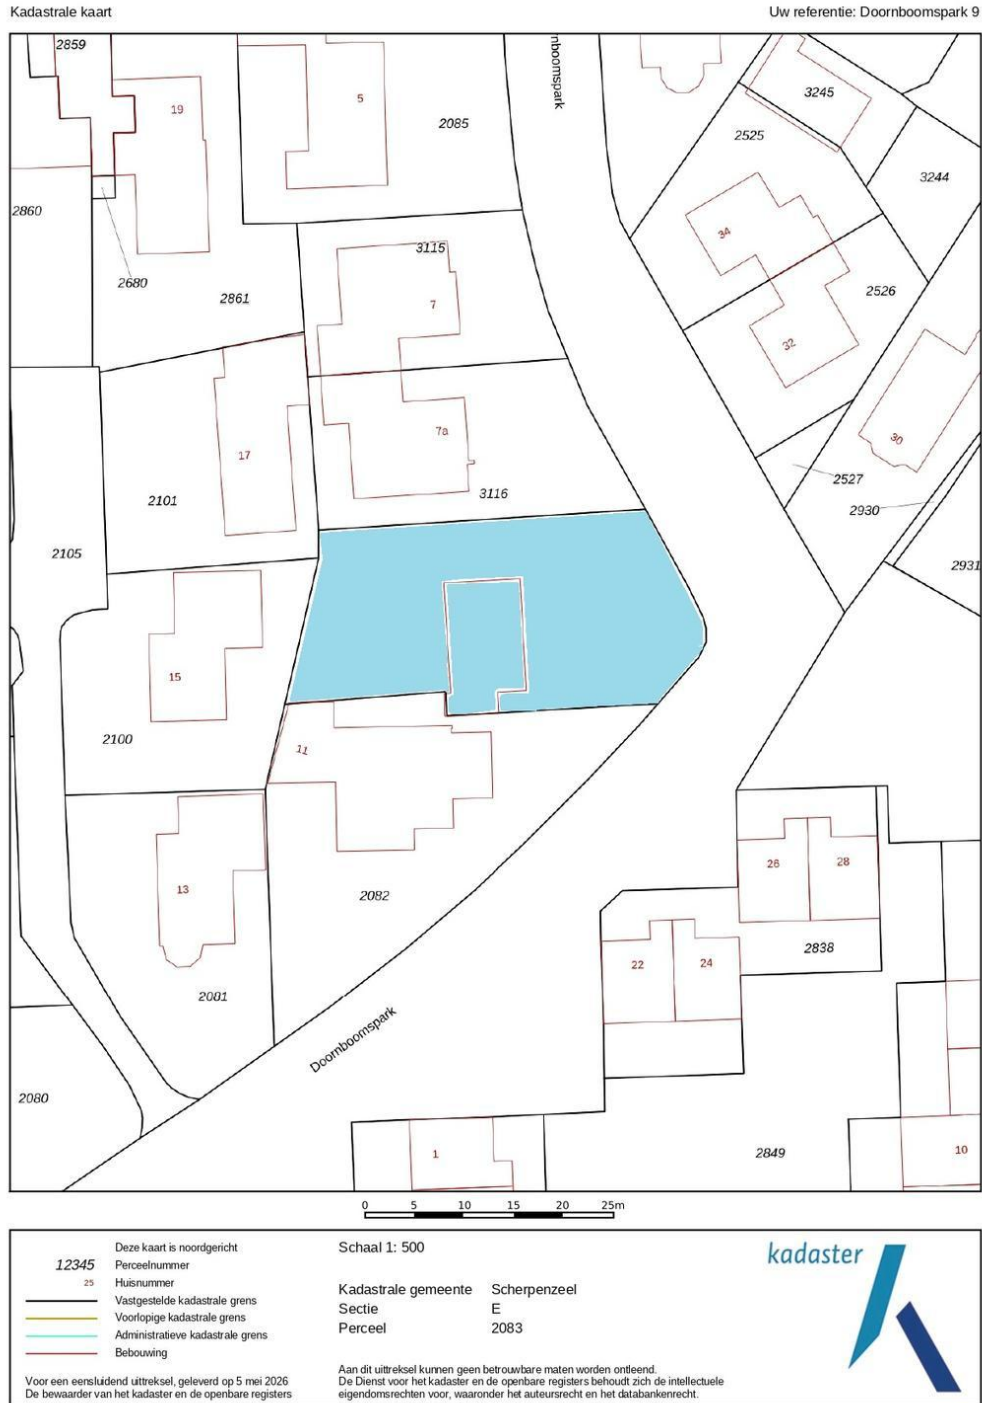 Kadastrale kaart
Uw referentie: Doornboomspark 9
2859
nboomspark
19
5
2085
3245
2525
3244
2860
34
3115
2680
2861
7
2526
32
7a
30
17
2101
3116
2527
2930
2105
2931
15
2100
11
26
28
13
2082
22
24
2838
2081
Doornboomspark
2080
1
2849
10
0 5 10 15 20 25m
Deze kaart is noordgericht
12345 Perceelnummer
25 Huisnummer
Vastgestelde kadastrale grens
Voorlopige kadastrale grens
Administratieve kadastrale grens
Bebouwing
Voor een eensluidend uittreksel, geleverd op 5 mei 2026
De bewaarder van het kadaster en de openbare registers
Schaal 1: 500
Kadastrale gemeente Scherpenzeel
Sectie E
Perceel 2083
Aan dit uittreksel kunnen geen betrouwbare maten worden ontleend.
De Dienst voor het kadaster en de openbare registers behoudt zich de intellectuele
eigendomsrechten voor, waaronder het auteursrecht en het databankenrecht.
kadaster